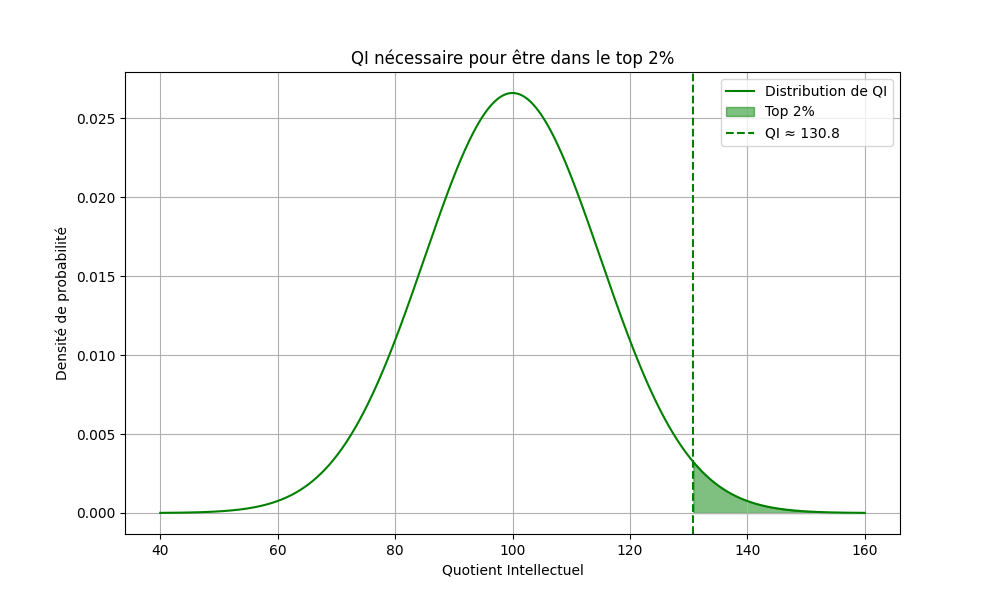 QI nécessaire pour être dans le top 2%
Distribution de QI
Top 2%
QI ≈ 130.8
Densité de probabilité
0.025
0.020
0.015
0.010
0.005
0.000
40 60 80 100 120 140 160
Quotient Intellectuel